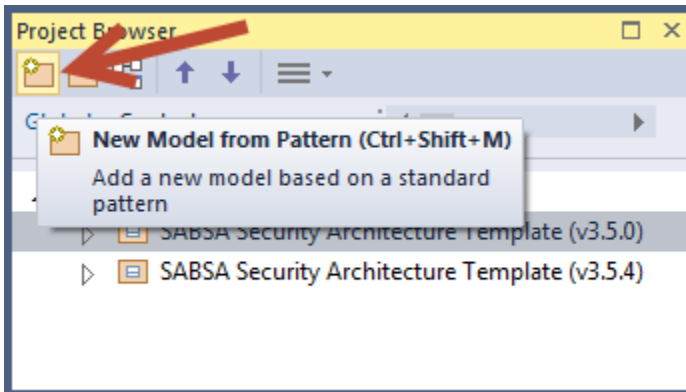 Project Browser
New Model from Pattern (Ctrl+Shift+M)
Add a new model based on a standard
pattern
SABSA Security Architecture Template (v3.5.0)
SABSA Security Architecture Template (v3.5.4)